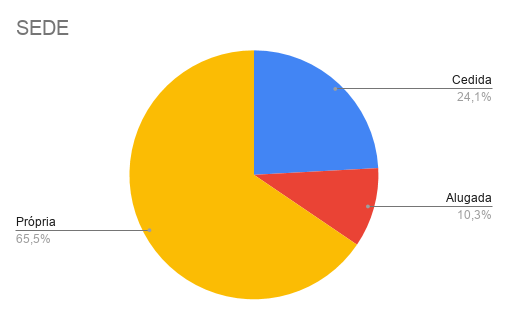 SEDE
Cedida
24,1%
Alugada
10,3%
Própria
65,5%